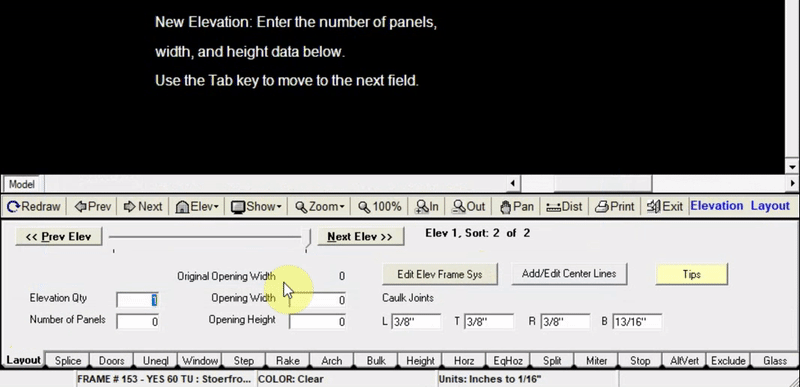 New Elevation: Enter the number of panels,
width, and height data below.
Use the Tab key to move to the next field.
Model
Redraw Prev Next Elev Show Zoom 100% In Out Pan Dist Print Exit Elevation Layout
<< Prev Elev Next Elev >> Elev 1, Sort: 2 of 2
Original Opening Width 0 Edit Elev Frame Sys Add/Edit Center Lines Tips
Elevation Qty 1 Opening Width 0 Caulk Joints
Number of Panels 0 Opening Height 0 L 3/8" T 3/8" R 3/8" B 13/16"
Layout Splice Doors Uneql Window Step Rake Arch Bulk Height Horz EqHoz Split Miter Stop AltVert Exclude Glass
FRAME # 153 - YES 60 TU : Stoerfro... COLOR: Clear Units: Inches to 1/16"